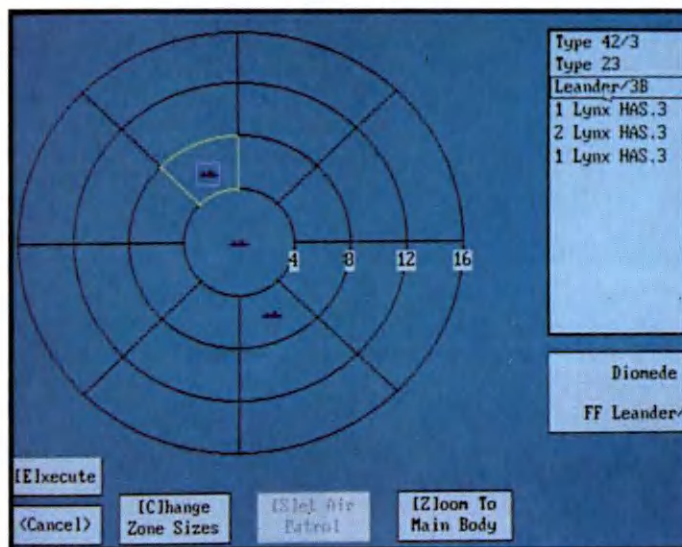 Type 42/3
Type 23
Leander/3B
1 Lynx HAS.3
2 Lynx HAS.3
1 Lynx HAS.3
4 8 12 16
Diomede
FF Leander/
[E]xecute
<Cancel>
[C]hange
Zone Sizes
[S]et Air
Patrol
[Z]oom To
Main Body